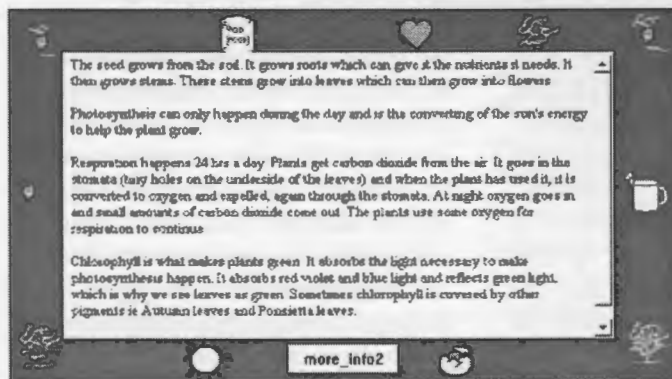 The seed grows from the soil. It grows roots which can give it the nutrients it needs. It
then grows stems. These stems grow into leaves which can then grow into flowers
Photosynthesis can only happen during the day and is the converting of the sun's energy
to help the plant grow.
Respiration happens 24 hrs a day. Plants get carbon dioxide from the air. It goes in the
stomata (tiny holes on the underside of the leaves) and when the plant has used it, it is
converted to oxygen and expelled, again through the stomata. At night oxygen goes in
and small amounts of carbon dioxide come out. The plants use some oxygen for
respiration to continue
Chlorophyll is what makes plants green. It absorbs the light necessary to make
photosynthesis happen. It absorbs red violet and blue light and reflects green light,
which is why we see leaves as green. Sometimes chlorophyll is covered by other
pigments ie Autumn leaves and Ponsietta leaves.
more_info2